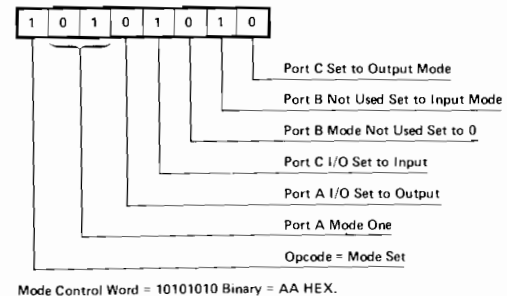 1 0 1 0 1 0 1 0
Port C Set to Output Mode
Port B Not Used Set to Input Mode
Port B Mode Not Used Set to 0
Port C I/O Set to Input
Port A I/O Set to Output
Port A Mode One
Opcode = Mode Set
Mode Control Word = 10101010 Binary = AA HEX.